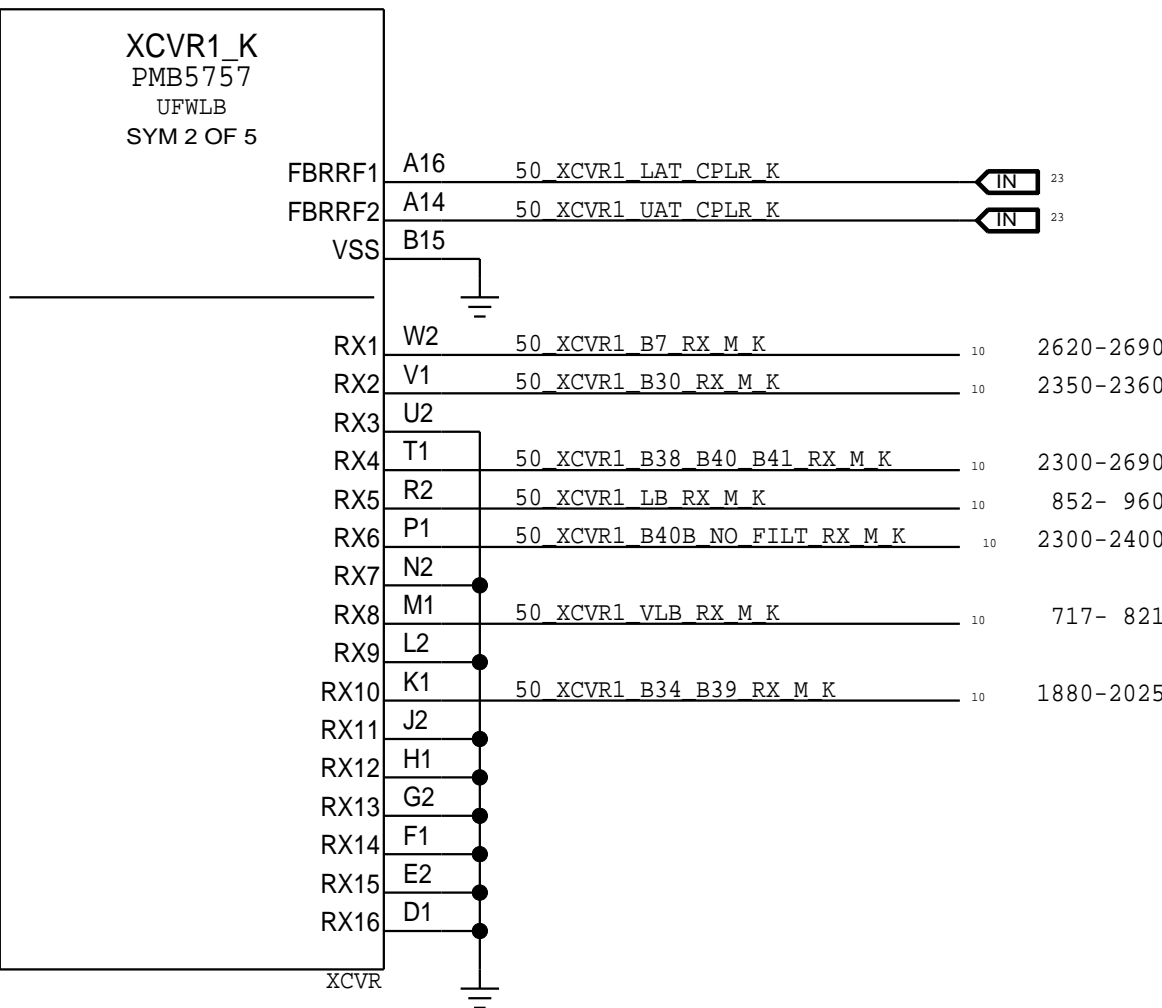 XCVR1_K
PMB5757
UFWLB
SYM 2 OF 5
FBRRF1 A16 50_XCVR1_LAT_CPLR_K IN 23
FBRRF2 A14 50_XCVR1_UAT_CPLR_K IN 23
VSS B15
RX1 W2 50_XCVR1_B7_RX_M_K 10 2620-2690
RX2 V1 50_XCVR1_B30_RX_M_K 10 2350-2360
RX3 U2
RX4 T1 50_XCVR1_B38_B40_B41_RX_M_K 10 2300-2690
RX5 R2 50_XCVR1_LB_RX_M_K 10 852- 960
RX6 P1 50_XCVR1_B40B_NO_FILT_RX_M_K 10 2300-2400
RX7 N2
RX8 M1 50_XCVR1_VLB_RX_M_K 10 717- 821
RX9 L2
RX10 K1 50_XCVR1_B34_B39_RX_M_K 10 1880-2025
RX11 J2
RX12 H1
RX13 G2
RX14 F1
RX15 E2
RX16 D1
XCVR